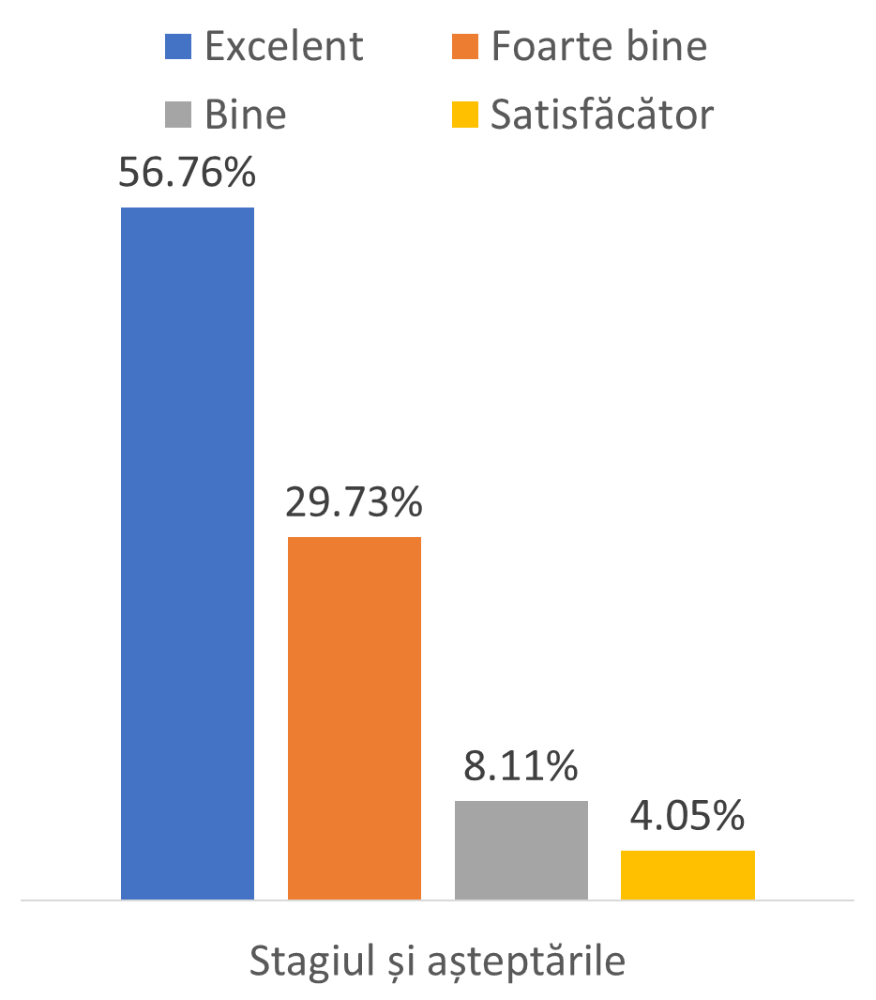 Excelent Foarte bine
Bine Satisfăcător
56.76%
29.73%
8.11%
4.05%
Stagiul și așteptările